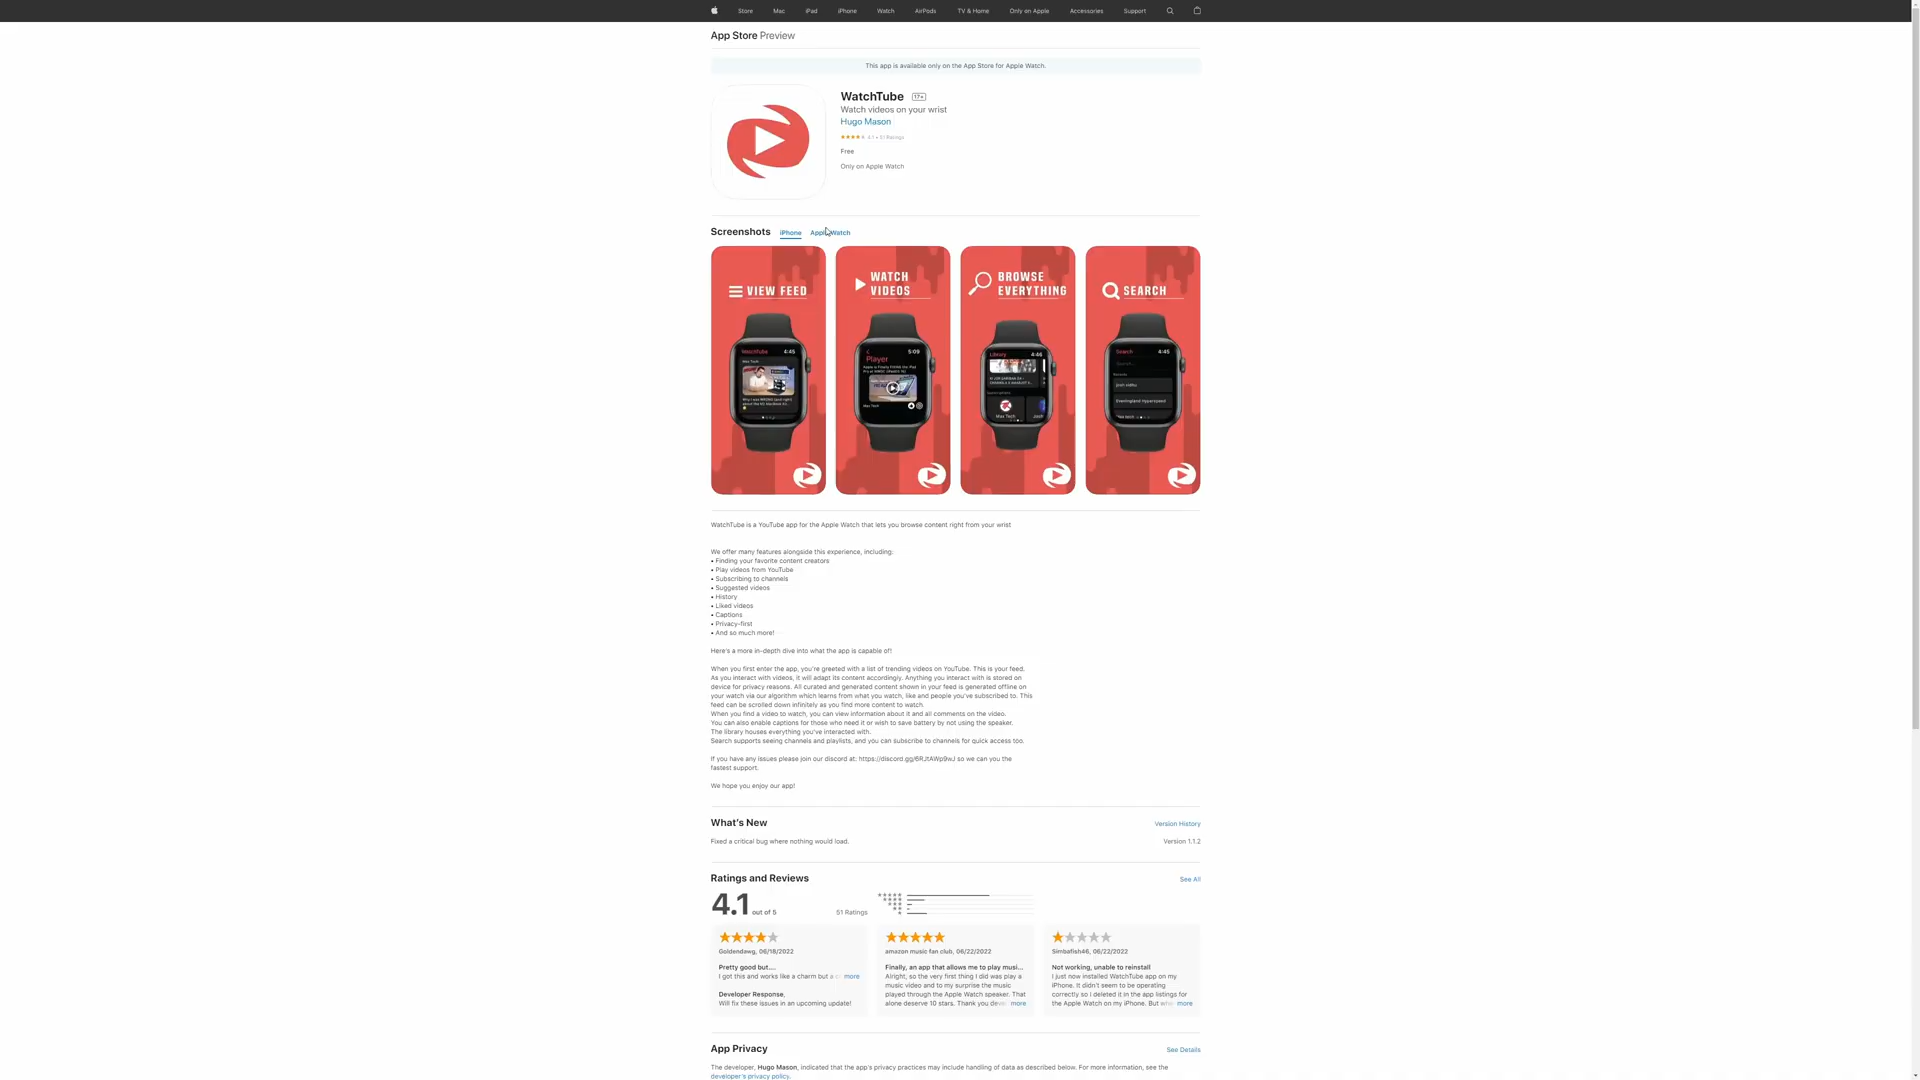 Store Mac iPad iPhone Watch AirPods TV & Home Only on Apple Accessories Support
App Store Preview
This app is available only on the App Store for Apple Watch.
WatchTube 17+
Watch videos on your wrist
Hugo Mason
4.1 • 51 Ratings
Free
Only on Apple Watch
Screenshots iPhone Apple Watch
VIEW FEED
WatchTube 4:45
Max Tech
WATCH
VIDEOS
5:09
Player
Max Tech
BROWSE
EVERYTHING
Library 4:46
Subscriptions
Max Tech
SEARCH
Search 4:45
WatchTube is a YouTube app for the Apple Watch that lets you browse content right from your wrist
We offer many features alongside this experience, including:
• Finding your favorite content creators
• Play videos from YouTube
• Subscribing to channels
• Suggested videos
• History
• Liked videos
• Captions
• Privacy-first
• And so much more!
Here's a more in-depth dive into what the app is capable of!
When you first enter the app, you're greeted with a list of trending videos on YouTube. This is your feed.
As you interact with videos, it will adapt its content accordingly. Anything you interact with is stored on
device for privacy reasons. All curated and generated content shown in your feed is generated offline on
your watch via our algorithm which learns from what you watch, like and people you've subscribed to. This
feed can be scrolled down infinitely as you find more content to watch.
When you find a video to watch, you can view information about it and all comments on the video.
You can also enable captions for those who need it or wish to save battery by not using the speaker.
The library houses everything you've interacted with.
Search supports seeing channels and playlists, and you can subscribe to channels for quick access too.
If you have any issues please join our discord at: https://discord.gg/6RJtAWp9wJ so we can you the
fastest support.
We hope you enjoy our app!
What's New Version History
Fixed a critical bug where nothing would load. Version 1.1.2
Ratings and Reviews See All
4.1 out of 5 51 Ratings
Goldendawg, 06/18/2022
Pretty good but....
I got this and works like a charm but a c more
Developer Response,
Will fix these issues in an upcoming update!
amazon music fan club, 06/22/2022
Finally, an app that allows me to play musi...
Alright, so the very first thing I did was play a
music video and to my surprise the music
played through the Apple Watch speaker. That
alone deserve 10 stars. Thank you deve more
Simbafish46, 06/22/2022
Not working, unable to reinstall
I just now installed WatchTube app on my
iPhone. It didn't seem to be operating
correctly so I deleted it in the app listings for
the Apple Watch on my iPhone. But whe more
App Privacy See Details
The developer, Hugo Mason, indicated that the app's privacy practices may include handling of data as described below. For more information, see the
developer's privacy policy.